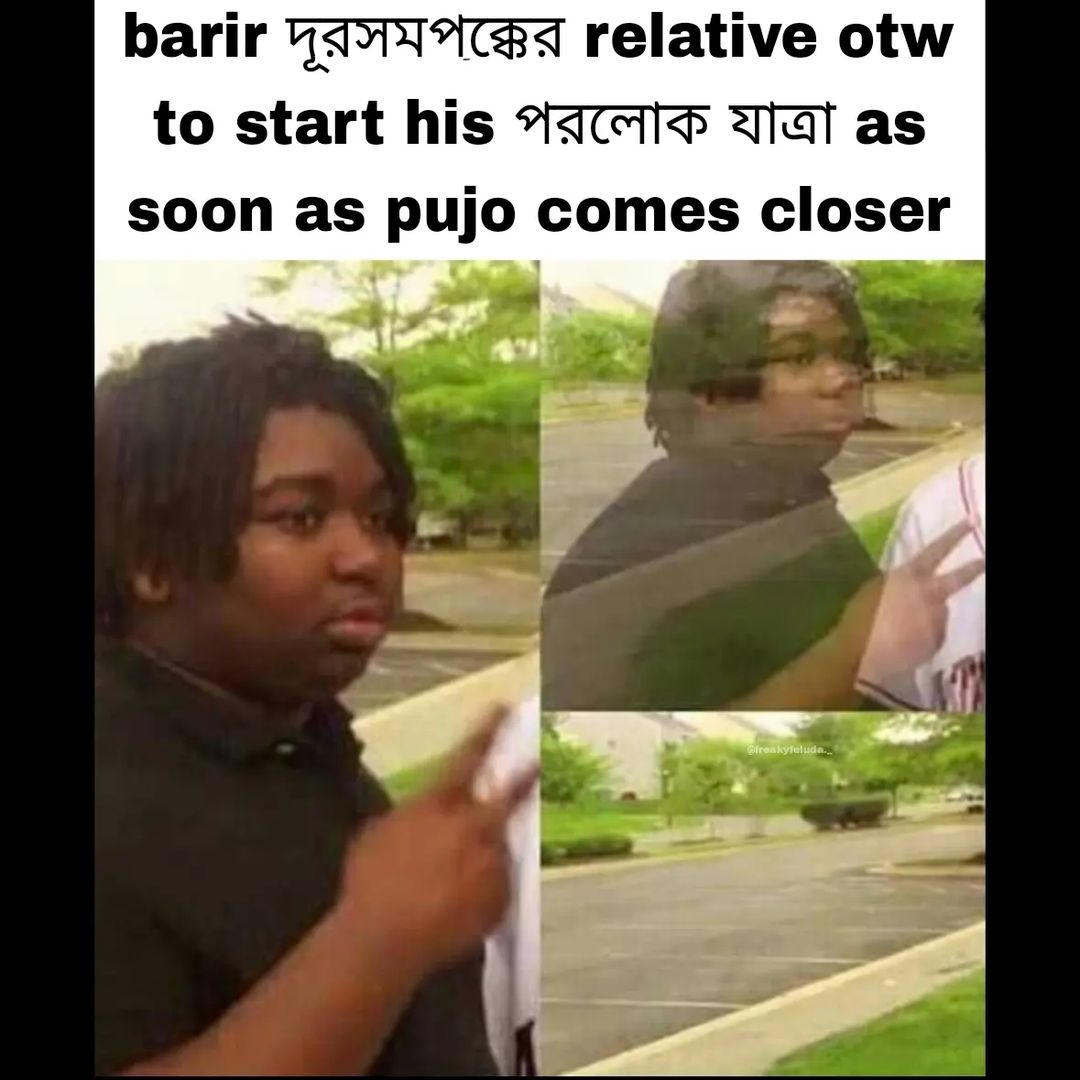 barir দূরসমপ্ক্কের relative otw
to start his পরলোক যাত্রা as
soon as pujo comes closer
@freakyfeluda._